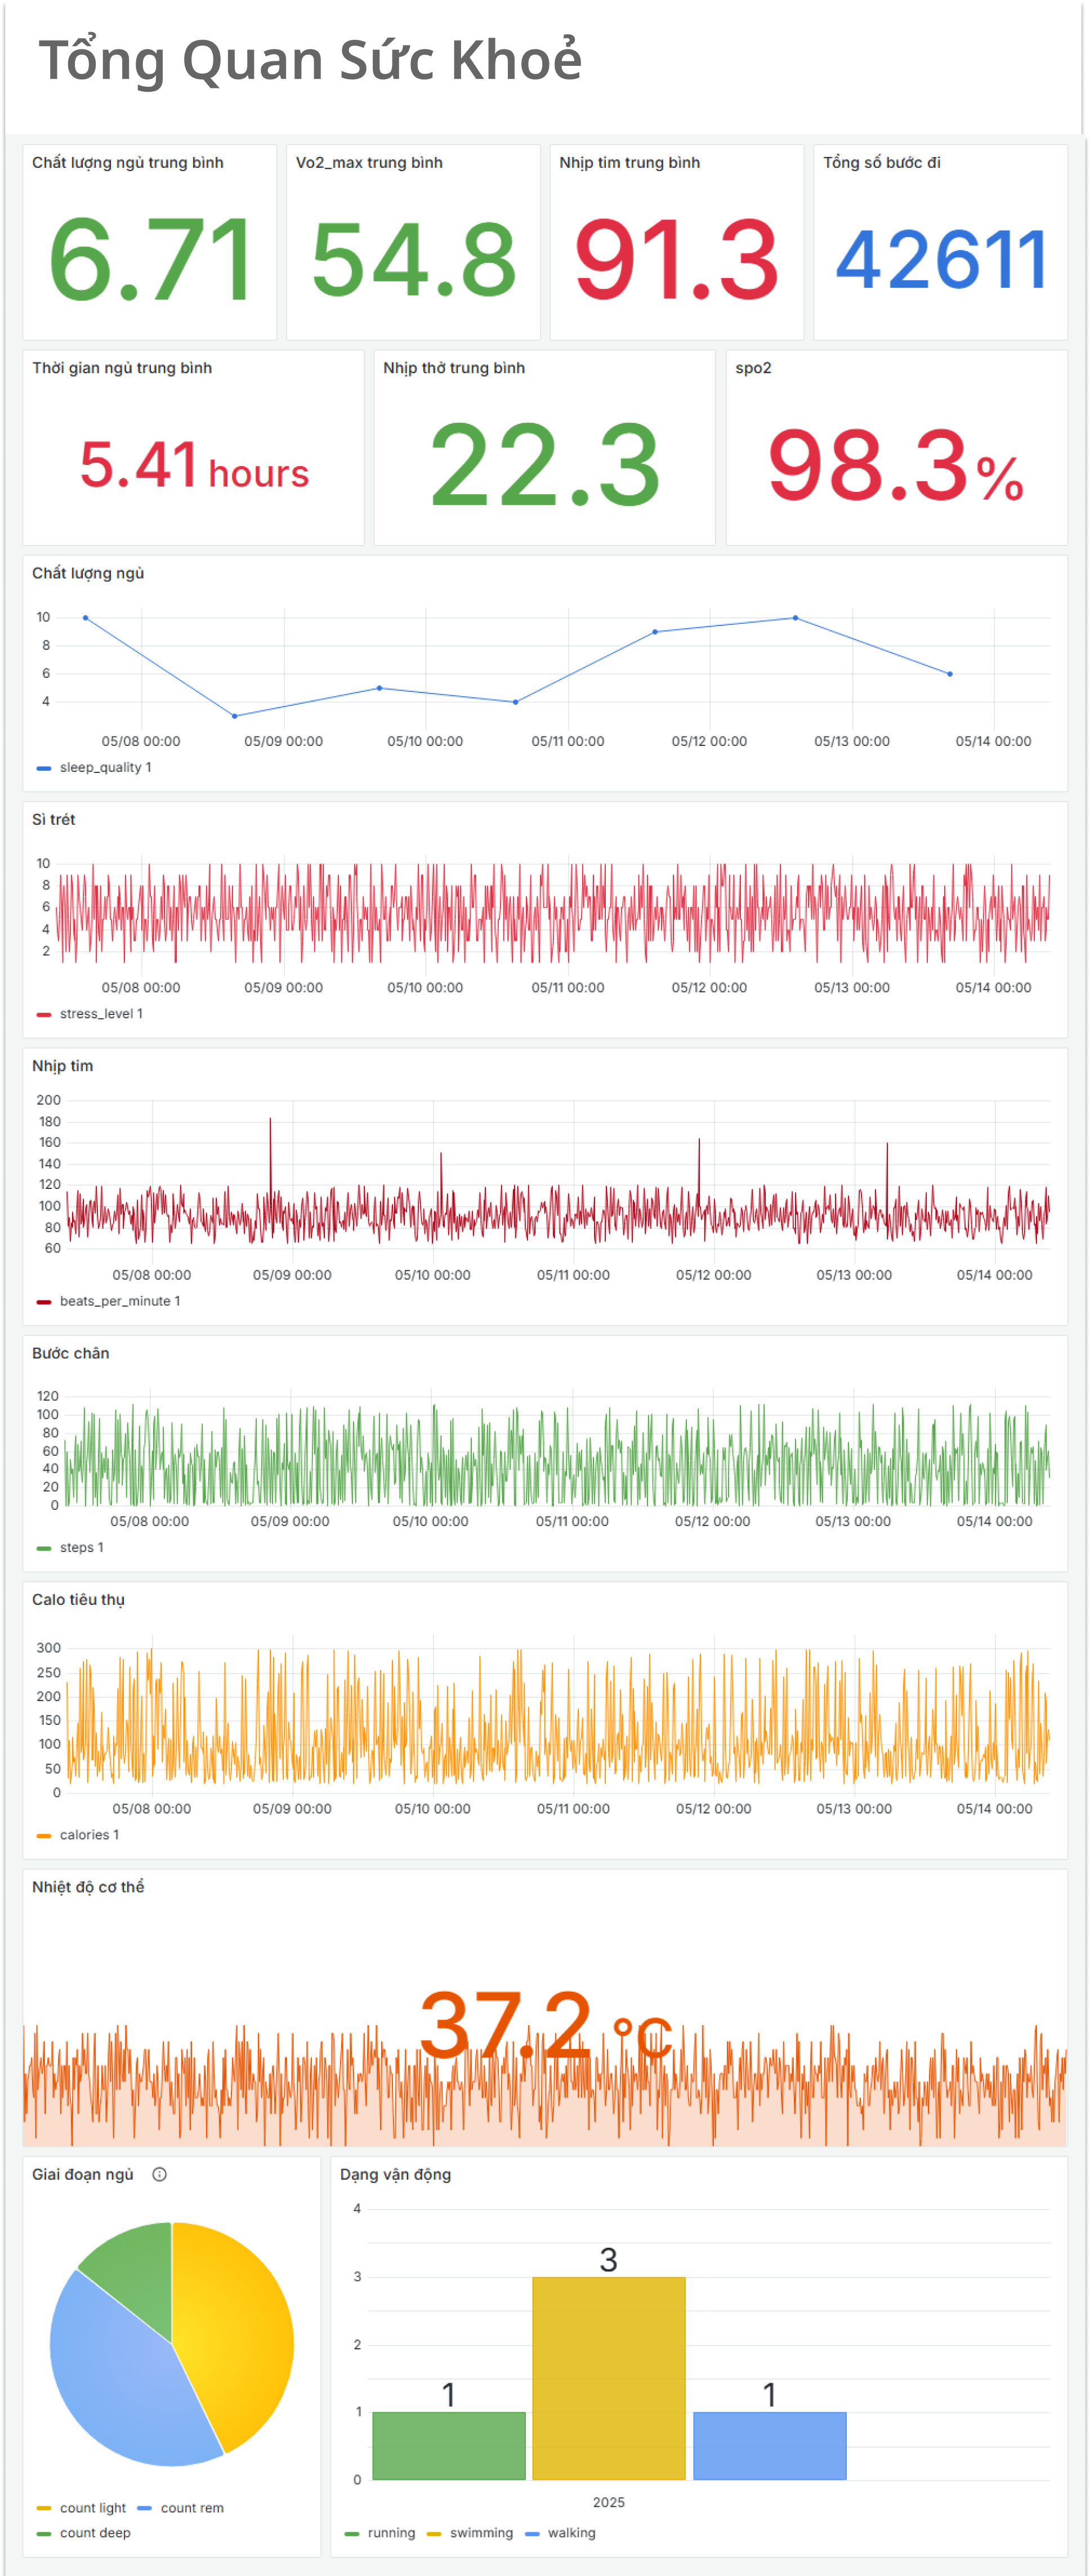 Tổng Quan Sức Khoẻ
Chất lượng ngủ trung bình
6.71
Vo2_max trung bình
54.8
Nhịp tim trung bình
91.3
Tổng số bước đi
42611
Thời gian ngủ trung bình
5.41 hours
Nhịp thở trung bình
22.3
spo2
98.3%
Chất lượng ngủ
10
8
6
4
05/08 00:00 05/09 00:00 05/10 00:00 05/11 00:00 05/12 00:00 05/13 00:00 05/14 00:00
sleep_quality 1
Sì trét
10
8
6
4
2
05/08 00:00 05/09 00:00 05/10 00:00 05/11 00:00 05/12 00:00 05/13 00:00 05/14 00:00
stress_level 1
Nhịp tim
200
180
160
140
120
100
80
60
05/08 00:00 05/09 00:00 05/10 00:00 05/11 00:00 05/12 00:00 05/13 00:00 05/14 00:00
beats_per_minute 1
Bước chân
120
100
80
60
40
20
0
05/08 00:00 05/09 00:00 05/10 00:00 05/11 00:00 05/12 00:00 05/13 00:00 05/14 00:00
steps 1
Calo tiêu thụ
300
250
200
150
100
50
0
05/08 00:00 05/09 00:00 05/10 00:00 05/11 00:00 05/12 00:00 05/13 00:00 05/14 00:00
calories 1
Nhiệt độ cơ thể
37.2 °C
Giai đoạn ngủ
count light count rem
count deep
Dạng vận động
4
3
2
1
0
1
3
1
2025
running swimming walking